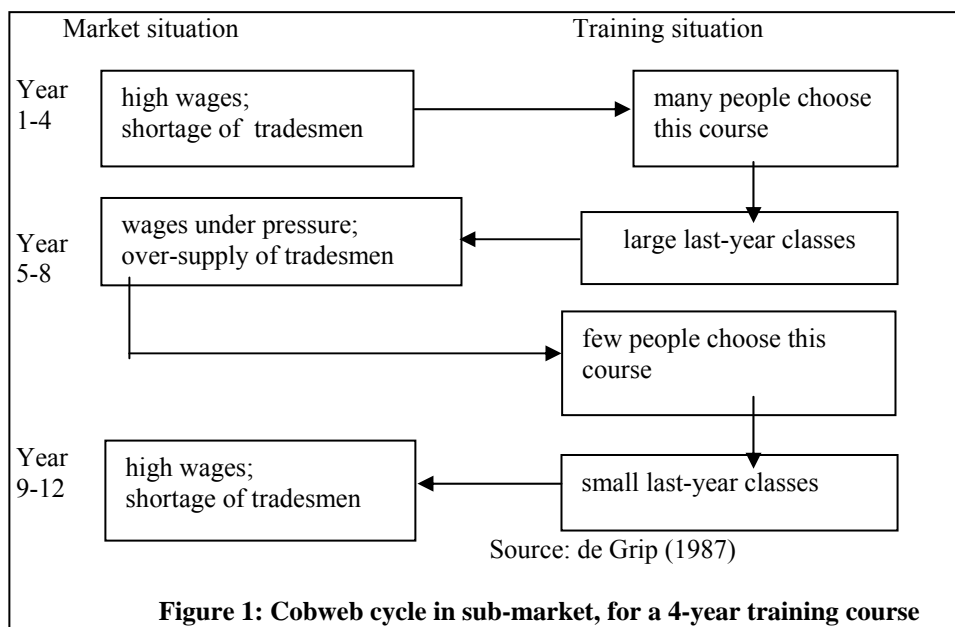 Market situation
Training situation
Year
1-4
high wages;
shortage of tradesmen
many people choose
this course
Year
5-8
wages under pressure;
over-supply of tradesmen
large last-year classes
few people choose this
course
Year
9-12
high wages;
shortage of tradesmen
small last-year classes
Source: de Grip (1987)
Figure 1: Cobweb cycle in sub-market, for a 4-year training course